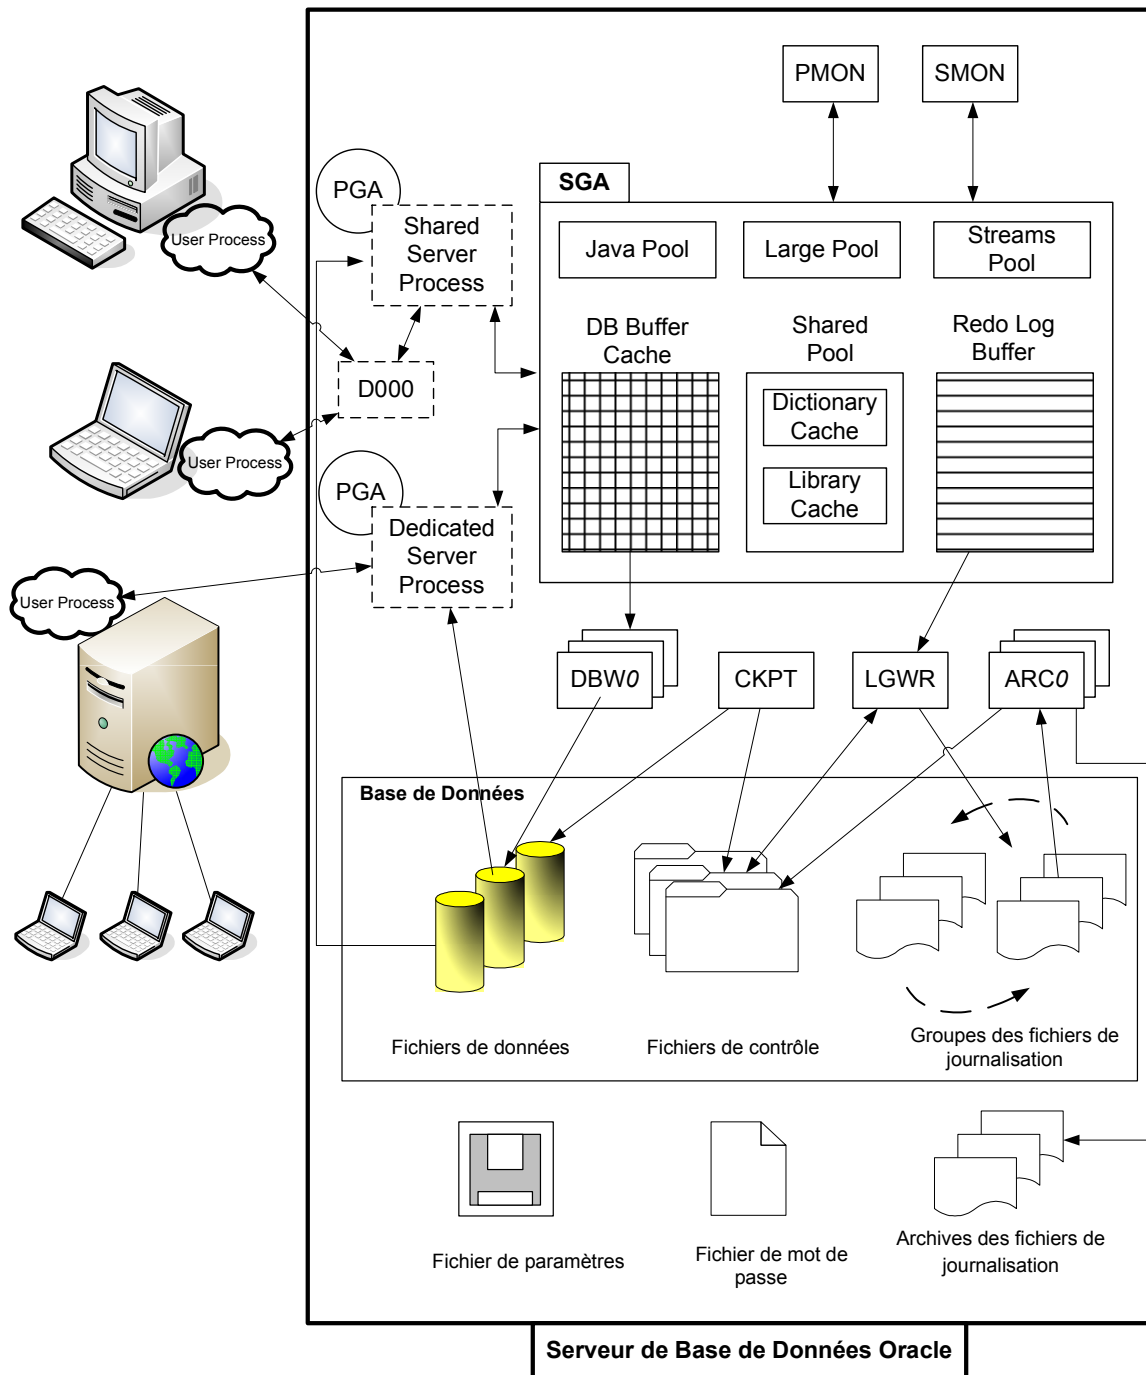 PMON
SMON
SGA
PGA
Shared
Server
Process
User Process
Java Pool
Large Pool
Streams
Pool
DB Buffer
Cache
Shared
Pool
Redo Log
Buffer
D000
Dictionary
Cache
User Process
Library
Cache
PGA
Dedicated
Server
Process
User Process
DBW0
CKPT
LGWR
ARC0
Base de Données
Fichiers de données
Fichiers de contrôle
Groupes des fichiers de
journalisation
Fichier de paramètres
Fichier de mot de
passe
Archives des fichiers de
journalisation
Serveur de Base de Données Oracle